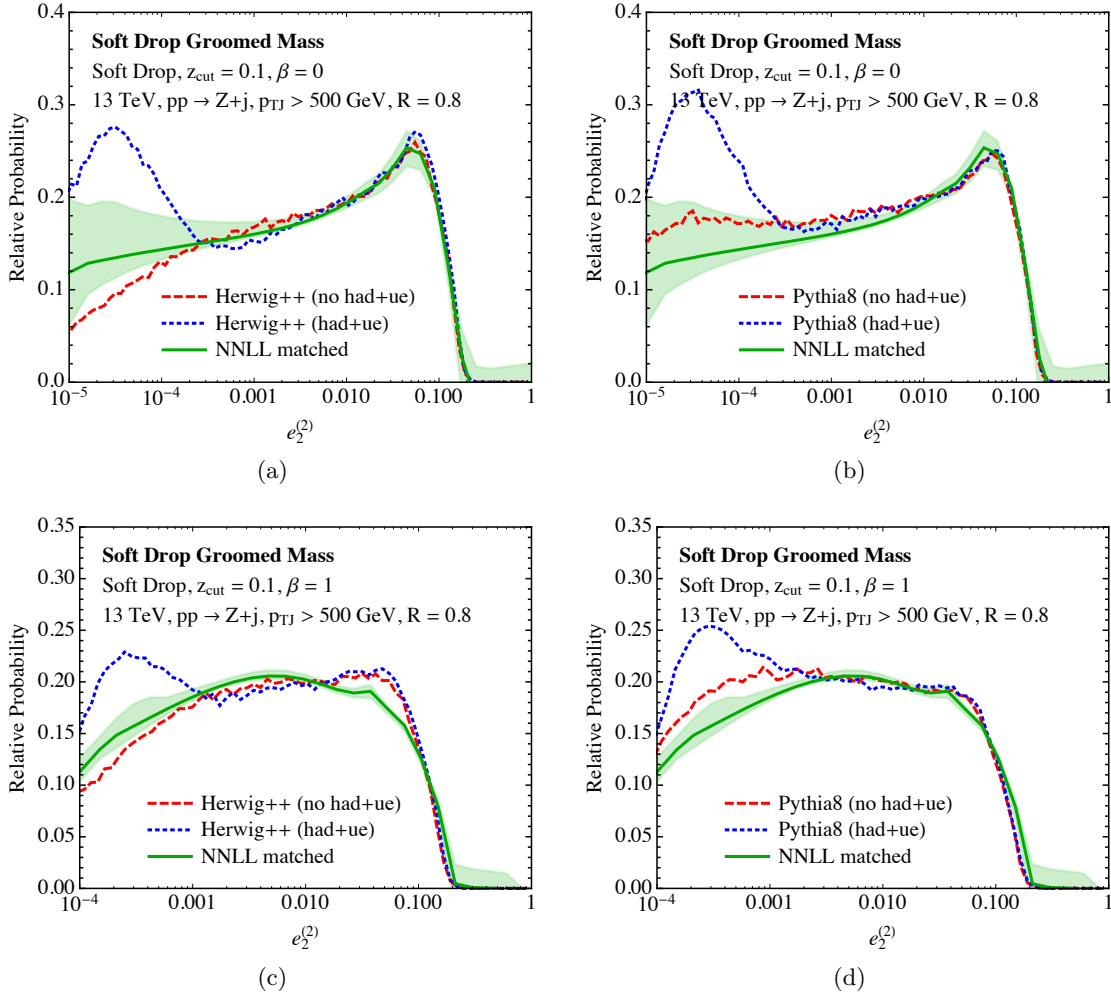 Soft Drop Groomed Mass
Soft Drop, z_cut = 0.1, β = 0
13 TeV, pp → Z+j, p_TJ > 500 GeV, R = 0.8
Herwig++ (no had+ue)
Herwig++ (had+ue)
NNLL matched
Relative Probability
0.4
0.3
0.2
0.1
0.0
10⁻⁵ 10⁻⁴ 0.001 0.010 0.100 1
e₂⁽²⁾
(a)
Soft Drop Groomed Mass
Soft Drop, z_cut = 0.1, β = 0
13 TeV, pp → Z+j, p_TJ > 500 GeV, R = 0.8
Pythia8 (no had+ue)
Pythia8 (had+ue)
NNLL matched
Relative Probability
0.4
0.3
0.2
0.1
0.0
10⁻⁵ 10⁻⁴ 0.001 0.010 0.100 1
e₂⁽²⁾
(b)
Soft Drop Groomed Mass
Soft Drop, z_cut = 0.1, β = 1
13 TeV, pp → Z+j, p_TJ > 500 GeV, R = 0.8
Herwig++ (no had+ue)
Herwig++ (had+ue)
NNLL matched
Relative Probability
0.35
0.30
0.25
0.20
0.15
0.10
0.05
0.00
10⁻⁴ 0.001 0.010 0.100 1
e₂⁽²⁾
(c)
Soft Drop Groomed Mass
Soft Drop, z_cut = 0.1, β = 1
13 TeV, pp → Z+j, p_TJ > 500 GeV, R = 0.8
Pythia8 (no had+ue)
Pythia8 (had+ue)
NNLL matched
Relative Probability
0.35
0.30
0.25
0.20
0.15
0.10
0.05
0.00
10⁻⁴ 0.001 0.010 0.100 1
e₂⁽²⁾
(d)